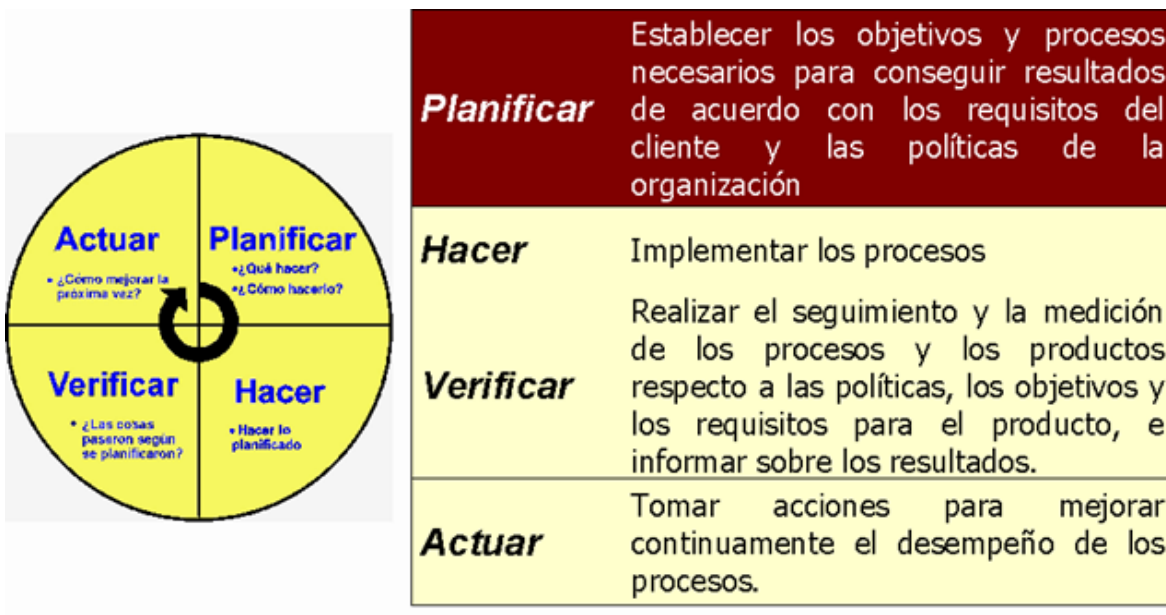 Actuar
• ¿Cómo mejorar la
próxima vez?
Planificar
•¿Qué hacer?
•¿Cómo hacerlo?
Verificar
• ¿Las cosas
pasaron según
se planificaron?
Hacer
• Hacer lo
planificado
Planificar
Establecer los objetivos y procesos
necesarios para conseguir resultados
de acuerdo con los requisitos del
cliente y las políticas de la
organización
Hacer
Implementar los procesos
Verificar
Realizar el seguimiento y la medición
de los procesos y los productos
respecto a las políticas, los objetivos y
los requisitos para el producto, e
informar sobre los resultados.
Actuar
Tomar acciones para mejorar
continuamente el desempeño de los
procesos.